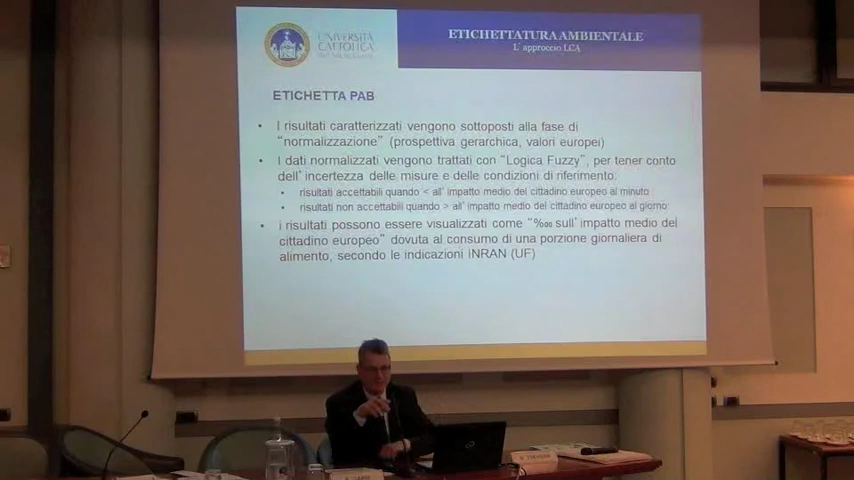 UNIVERSITÀ
CATTOLICA
ETICHETTATURA AMBIENTALE
L' approccio LCA
ETICHETTA PAB
• I risultati caratterizzati vengono sottoposti alla fase di
"normalizzazione" (prospettiva gerarchica, valori europei)
• I dati normalizzati vengono trattati con "Logica Fuzzy", per tener conto
dell' incertezza delle misure e delle condizioni di riferimento.
• risultati accettabili quando < all' impatto medio del cittadino europeo al minuto
• risultati non accettabili quando > all' impatto medio del cittadino europeo al giorno
• i risultati possono essere visualizzati come "‱ sull' impatto medio del
cittadino europeo" dovuta al consumo di una porzione giornaliera di
alimento, secondo le indicazioni INRAN (UF)